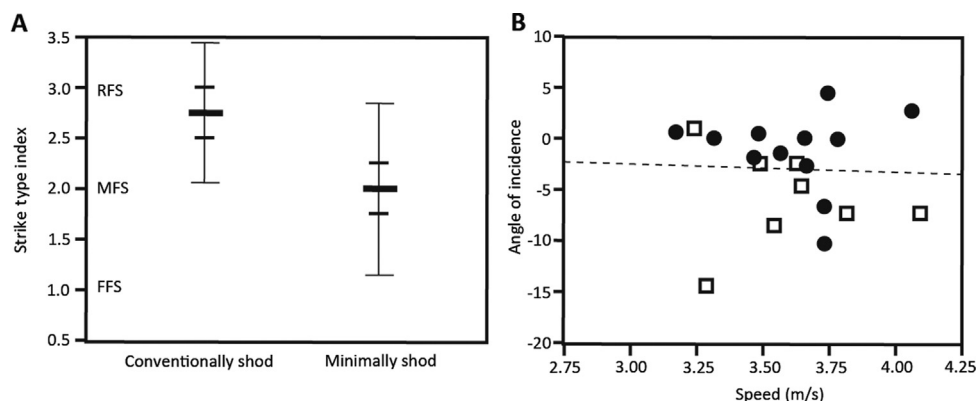 A
Strike type index
3.5
3.0
2.5
2.0
1.5
1.0
0.5
RFS
MFS
FFS
Conventionally shod
Minimally shod
B
Angle of incidence
10
5
0
-5
-10
-15
-20
2.75
3.00
3.25
3.50
3.75
4.00
4.25
Speed (m/s)